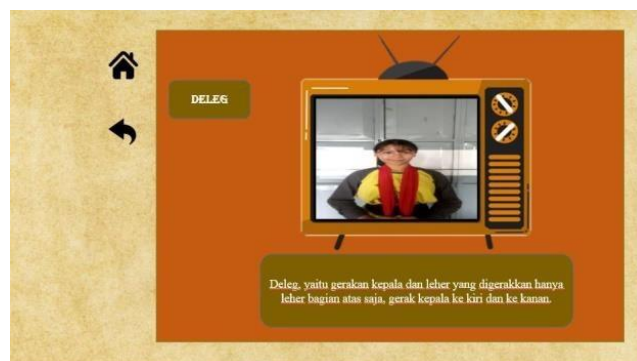 DELEG
Deleg, yaitu gerakan kepala dan leher yang digerakkan hanya
leher bagian atas saja, gerak kepala ke kiri dan ke kanan.